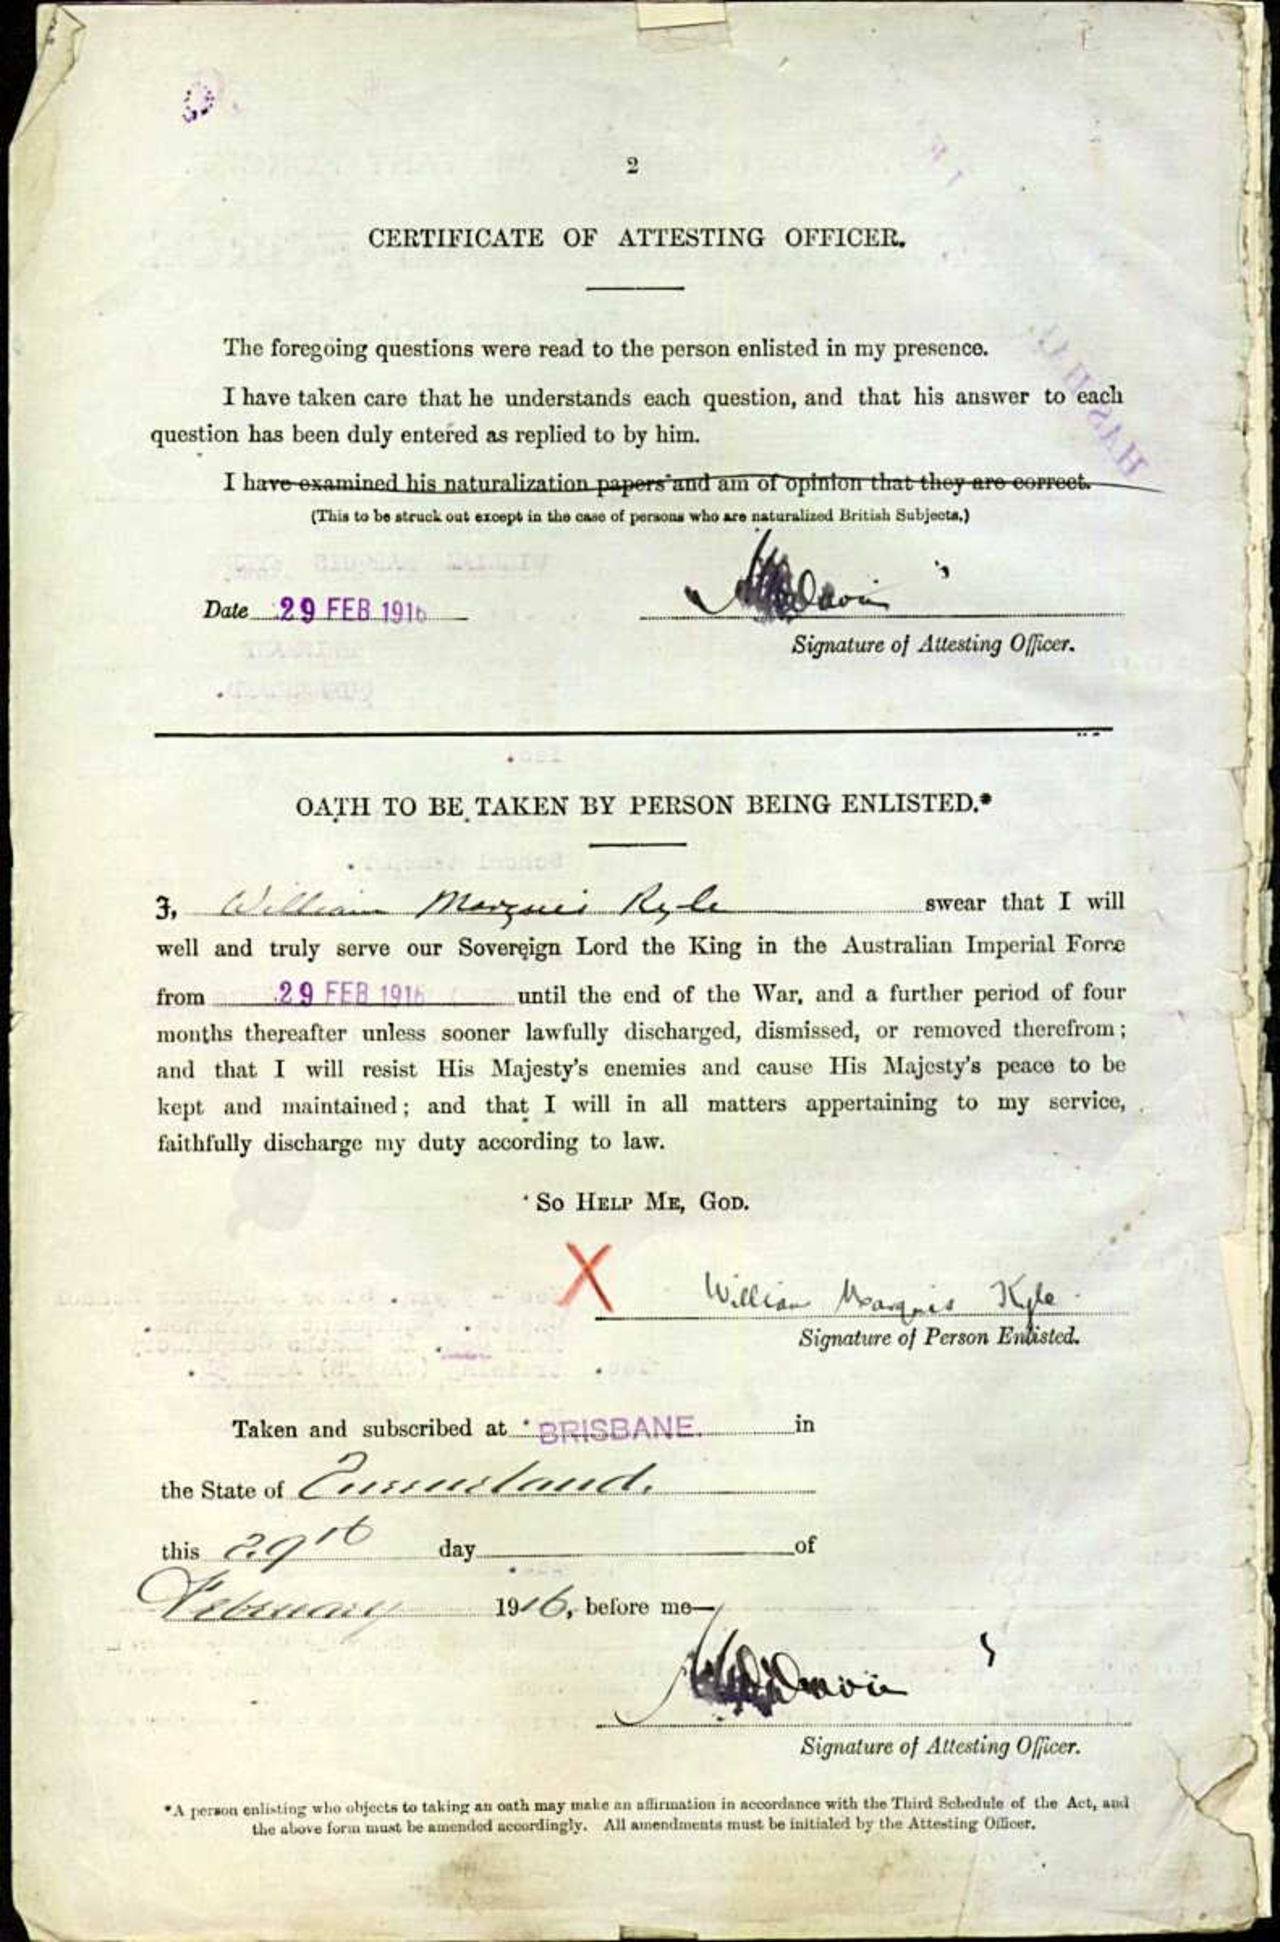 2
CERTIFICATE OF ATTESTING OFFICER.
The foregoing questions were read to the person enlisted in my presence.
I have taken care that he understands each question, and that his answer to each
question has been duly entered as replied to by him.
I have examined his naturalization papers and am of opinion that they are correct.
(This to be struck out except in the case of persons who are naturalized British Subjects.)
Date 29 FEB 1916
Signature of Attesting Officer.
OATH TO BE TAKEN BY PERSON BEING ENLISTED.*
I, William Marquis Kyle swear that I will
well and truly serve our Sovereign Lord the King in the Australian Imperial Force
from 29 FEB 1916 until the end of the War, and a further period of four
months thereafter unless sooner lawfully discharged, dismissed, or removed therefrom;
and that I will resist His Majesty's enemies and cause His Majesty's peace to be
kept and maintained; and that I will in all matters appertaining to my service,
faithfully discharge my duty according to law.
SO HELP ME, GOD.
X William Marquis Kyle
Signature of Person Enlisted.
Taken and subscribed at BRISBANE. in
the State of Queensland.
this 29th day of
February 1916, before me—
Signature of Attesting Officer.
*A person enlisting who objects to taking an oath may make an affirmation in accordance with the Third Schedule of the Act, and
the above form must be amended accordingly. All amendments must be initialed by the Attesting Officer.